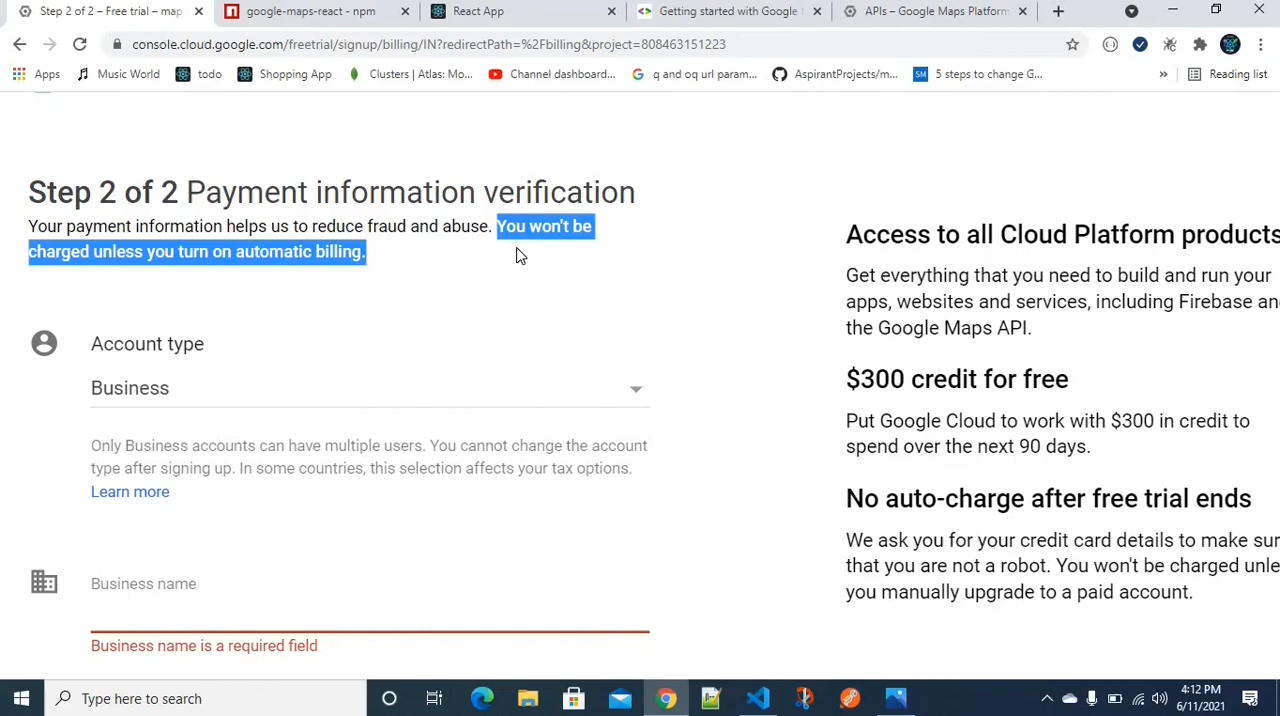 Step 2 of 2 – Free trial – map
google-maps-react - npm
React App
Getting started with Google
APIs – Google Maps Platform
console.cloud.google.com/freetrial/signup/billing/IN?redirectPath=%2Fbilling&project=808463151223
Apps
Music World
todo
Shopping App
Clusters | Atlas: Mo...
Channel dashboard...
q and oq url param...
AspirantProjects/m...
SM
5 steps to change G...
»
Reading list
Step 2 of 2 Payment information verification
Your payment information helps us to reduce fraud and abuse. You won't be
charged unless you turn on automatic billing.
Account type
Business
Only Business accounts can have multiple users. You cannot change the account
type after signing up. In some countries, this selection affects your tax options.
Learn more
Business name
Business name is a required field
Access to all Cloud Platform products
Get everything that you need to build and run your
apps, websites and services, including Firebase an
the Google Maps API.
$300 credit for free
Put Google Cloud to work with $300 in credit to
spend over the next 90 days.
No auto-charge after free trial ends
We ask you for your credit card details to make sur
that you are not a robot. You won't be charged unle
you manually upgrade to a paid account.
Type here to search
4:12 PM
6/11/2021